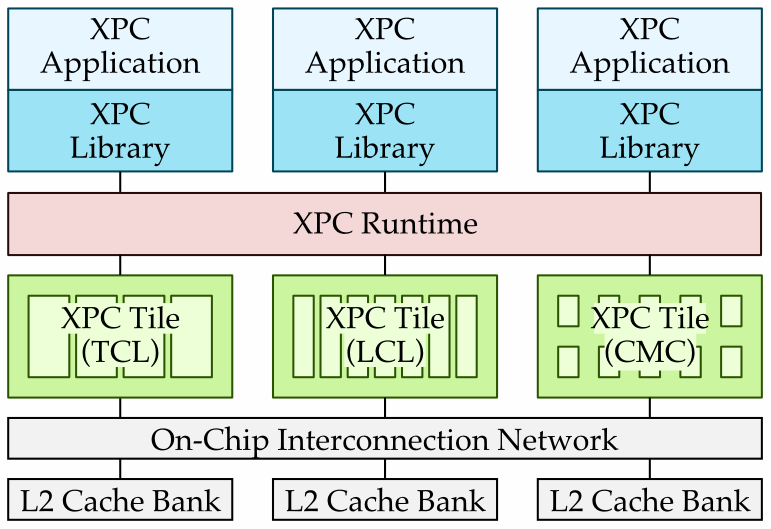 XPC
Application
XPC
Application
XPC
Application
XPC
Library
XPC
Library
XPC
Library
XPC Runtime
XPC Tile
(TCL)
XPC Tile
(LCL)
XPC Tile
(CMC)
On-Chip Interconnection Network
L2 Cache Bank
L2 Cache Bank
L2 Cache Bank